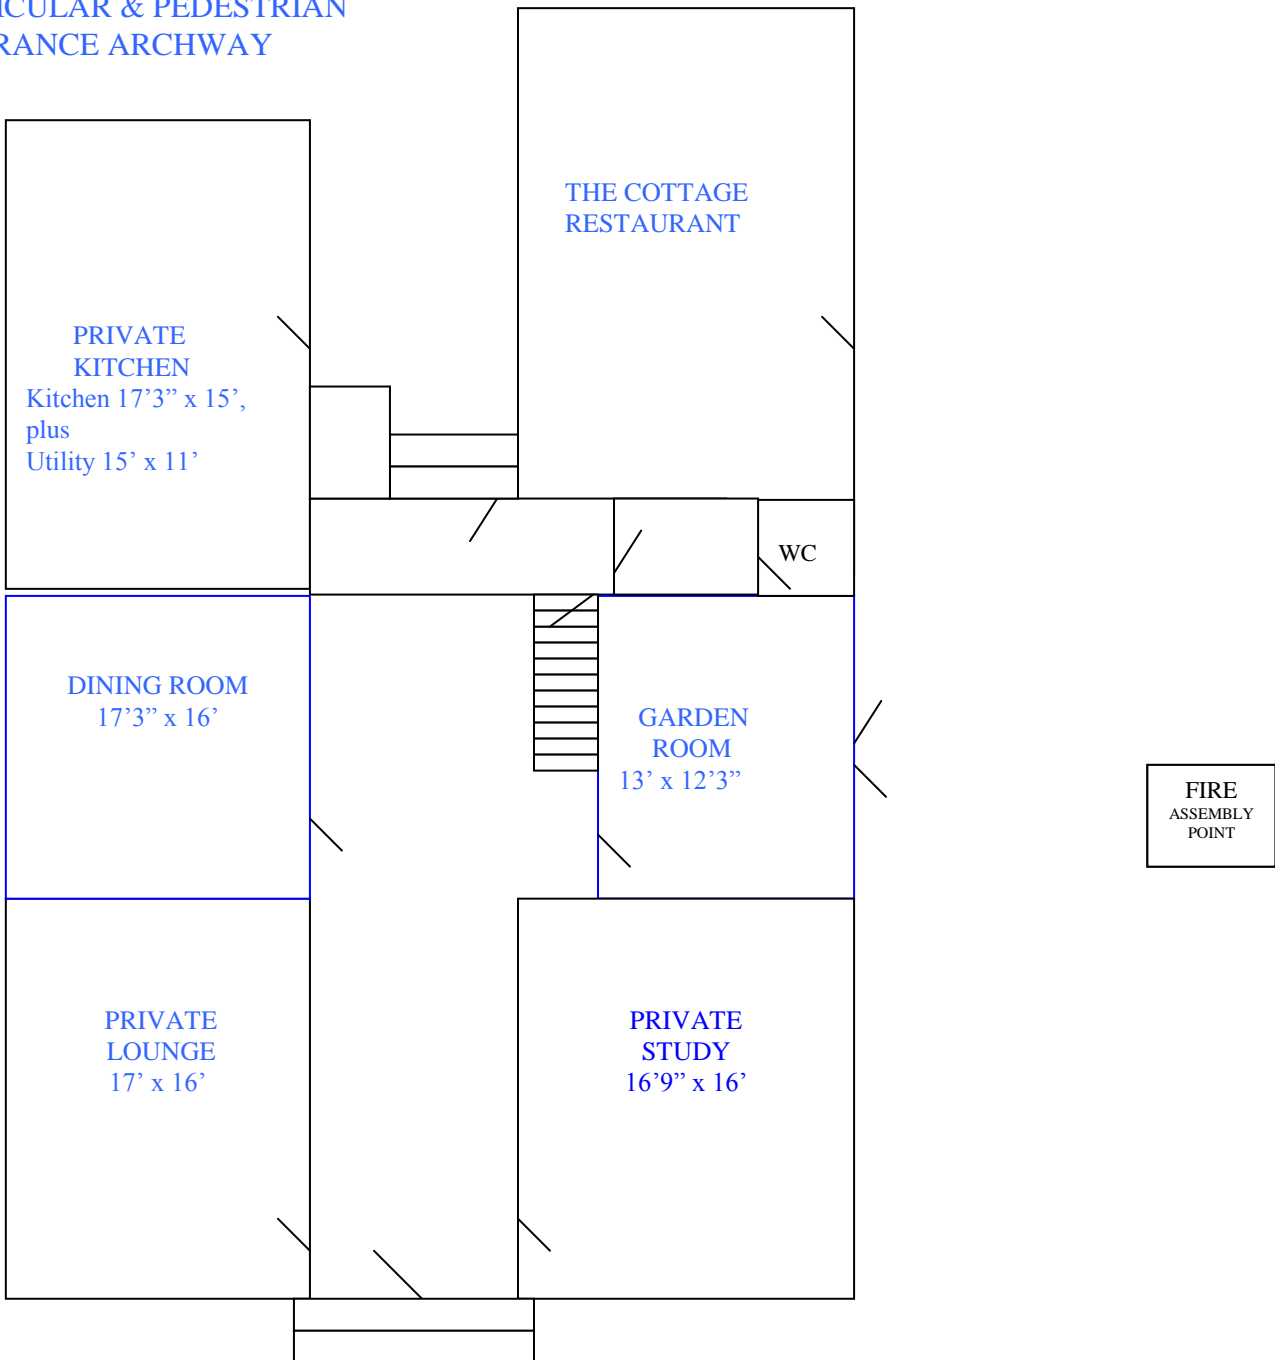 ICULAR & PEDESTRIAN
RANCE ARCHWAY
THE COTTAGE
RESTAURANT
PRIVATE
KITCHEN
Kitchen 17’3” x 15’,
plus
Utility 15’ x 11’
WC
DINING ROOM
17’3” x 16’
GARDEN
ROOM
13’ x 12’3”
FIRE
ASSEMBLY
POINT
PRIVATE
LOUNGE
17’ x 16’
PRIVATE
STUDY
16’9” x 16’